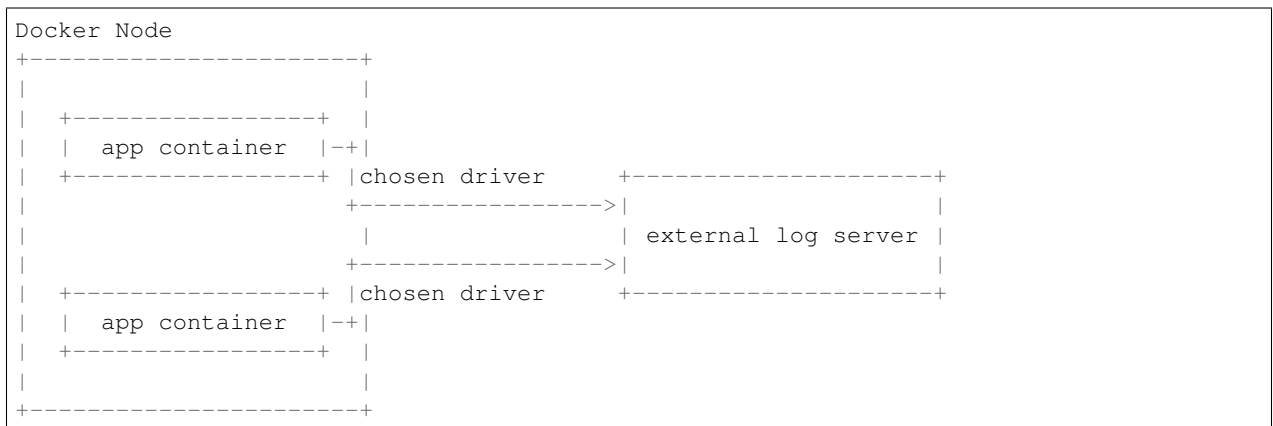 Docker Node
+------------------------+
|                        |
|  +-----------------+   |
|  |  app container  |-+|
|  +-----------------+ |chosen driver     +---------------------+
|                      +----------------->|                     |
|                        |                 | external log server |
|                      +----------------->|                     |
|  +-----------------+ |chosen driver     +---------------------+
|  |  app container  |-+|
|  +-----------------+   |
|                        |
+------------------------+